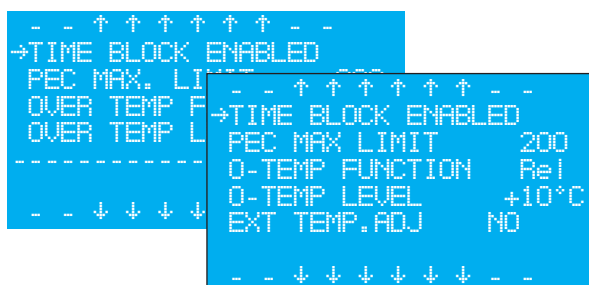 _ _ ↑ ↑ ↑ ↑ ↑ ↑ _ _
→TIME BLOCK ENABLED
PEC MAX. LIMIT
OVER TEMP
OVER TEMP
- - - - - - - - - - - -
_ _ ↓ ↓ ↓ ↓
_ _ ↑ ↑ ↑ ↑ ↑ ↑ _ _
→TIME BLOCK ENABLED
PEC MAX LIMIT 200
O-TEMP FUNCTION Rel
O-TEMP LEVEL +10°C
EXT TEMP.ADJ NO
_ _ ↓ ↓ ↓ ↓ ↓ ↓ _ _